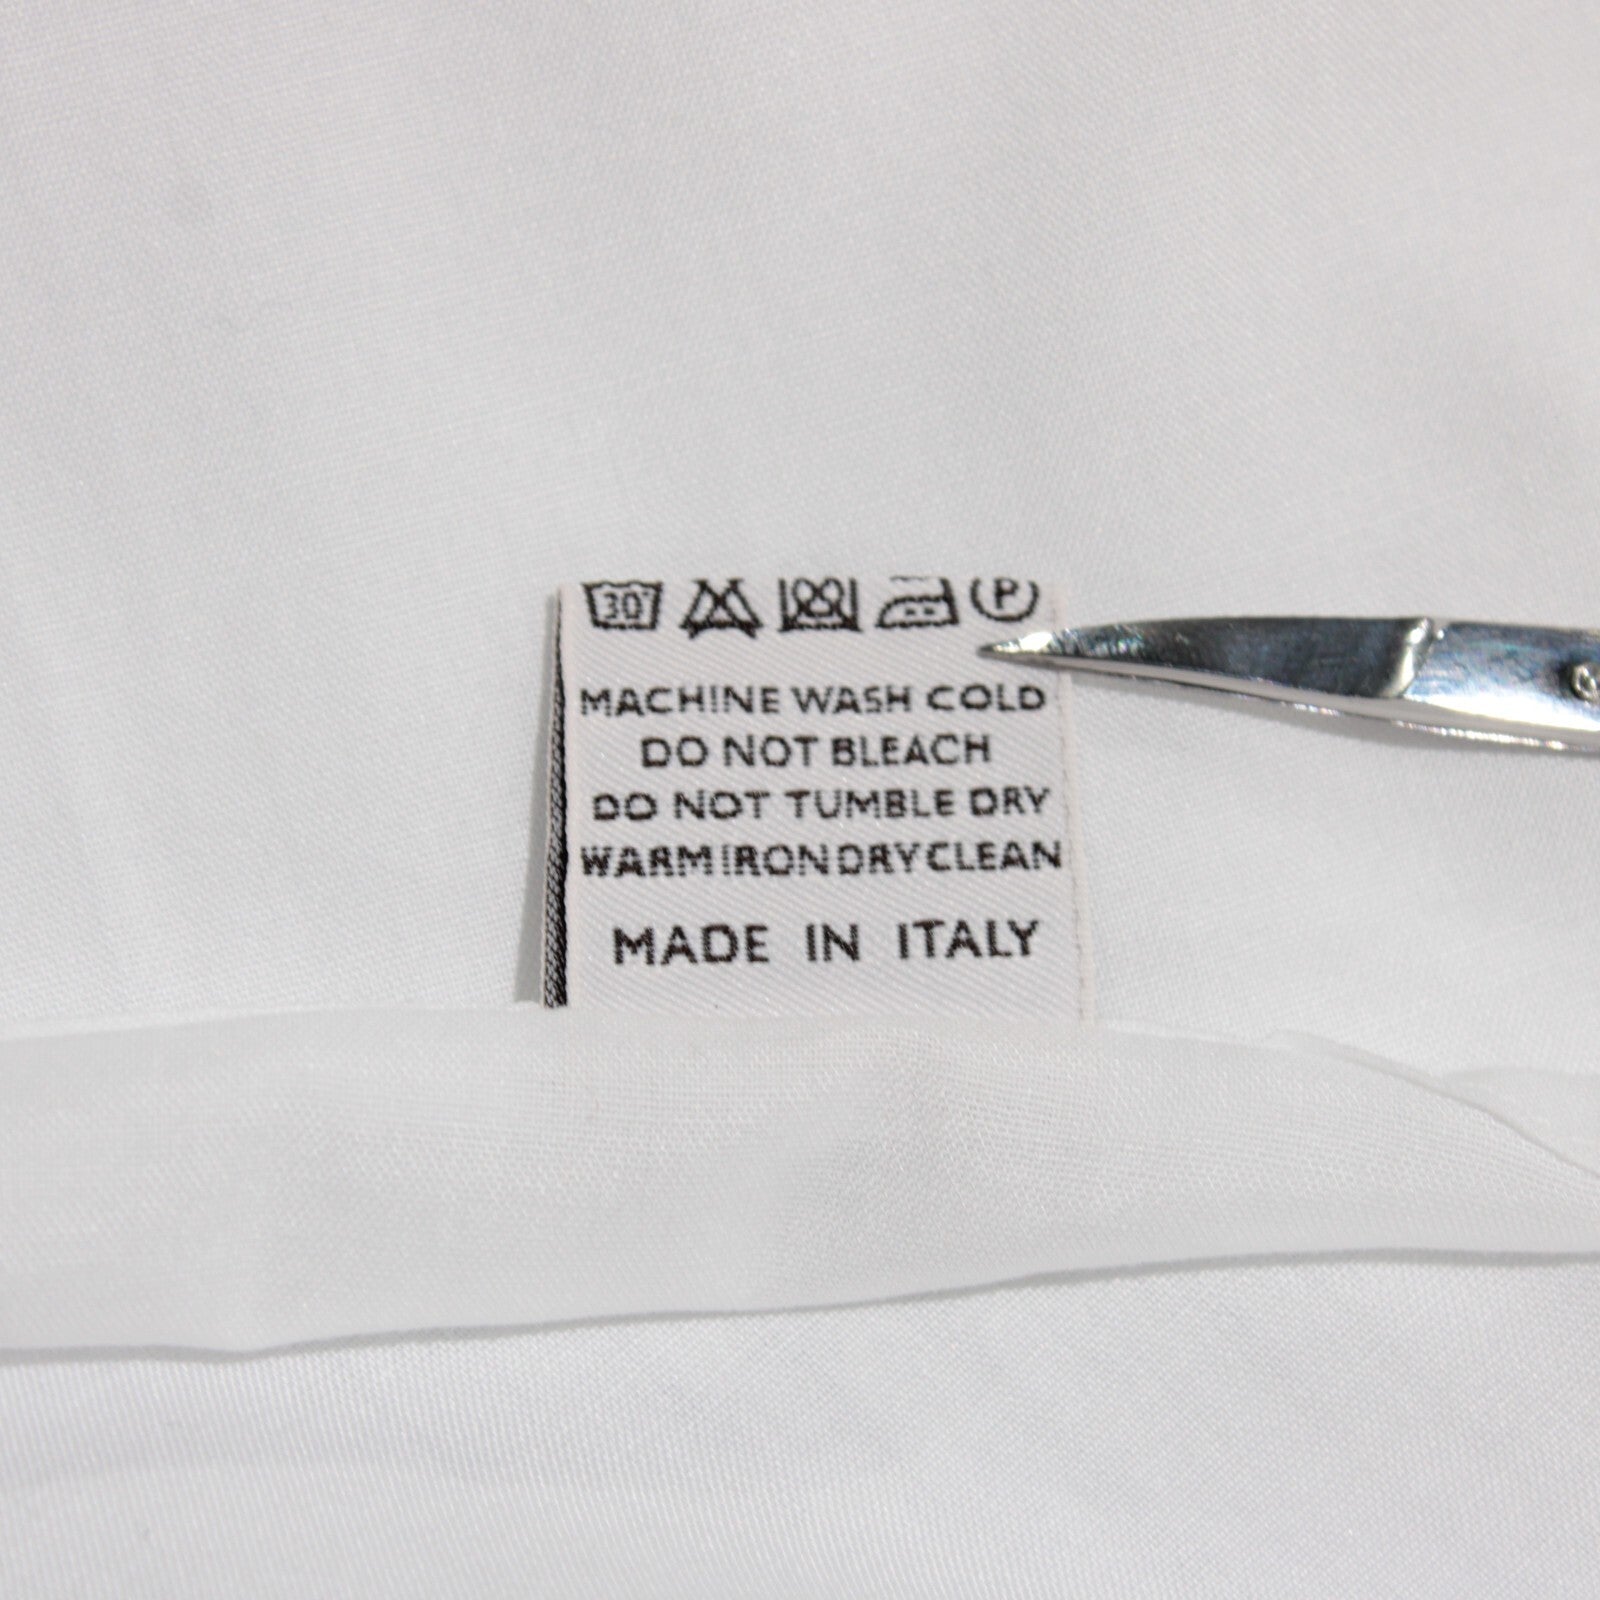 30° P
MACHINE WASH COLD
DO NOT BLEACH
DO NOT TUMBLE DRY
WARM IRON DRY CLEAN
MADE IN ITALY